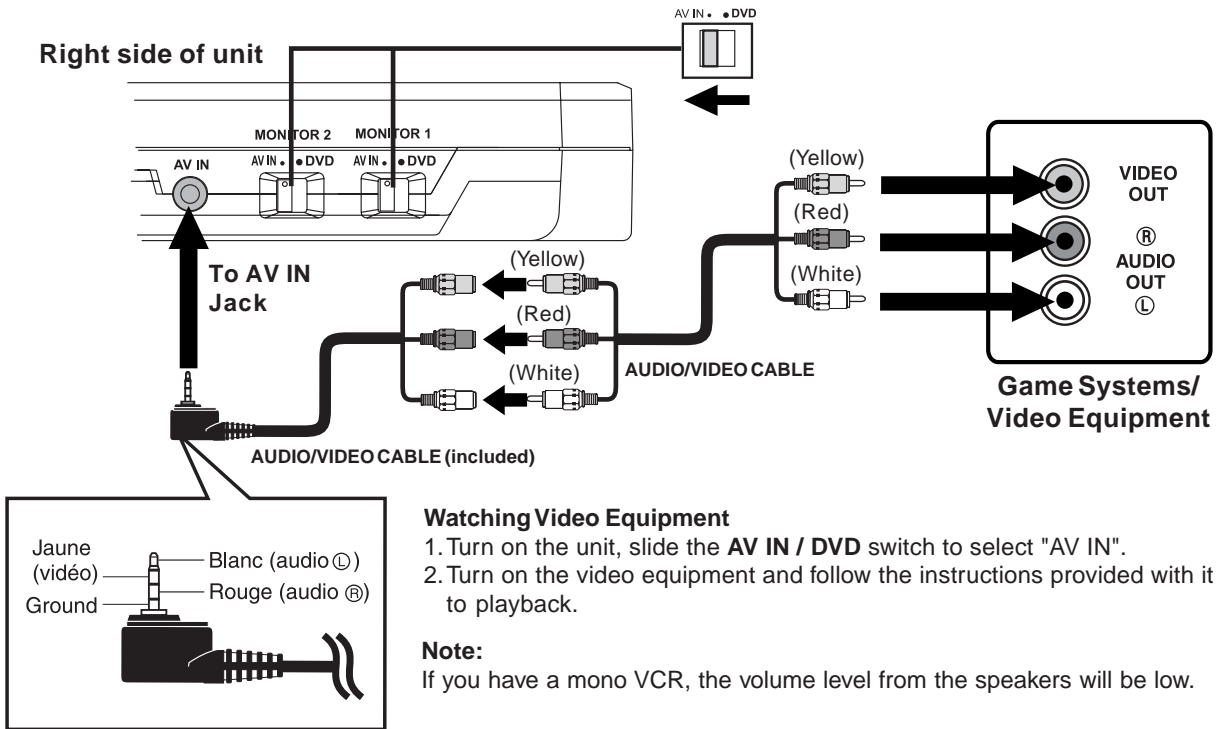 AV IN • • DVD
Right side of unit
MONITOR 2 MONITOR 1
AV IN • • DVD AV IN • • DVD
AV IN
(Yellow)
(Red)
(White)
VIDEO
OUT
Ⓡ
AUDIO
OUT
Ⓛ
To AV IN
Jack
(Yellow)
(Red)
(White)
AUDIO/VIDEO CABLE
Game Systems/
Video Equipment
AUDIO/VIDEO CABLE (included)
Jaune
(vidéo)
Ground
Blanc (audio Ⓛ)
Rouge (audio Ⓡ)
Watching Video Equipment
1. Turn on the unit, slide the AV IN / DVD switch to select "AV IN".
2. Turn on the video equipment and follow the instructions provided with it
to playback.
Note:
If you have a mono VCR, the volume level from the speakers will be low.